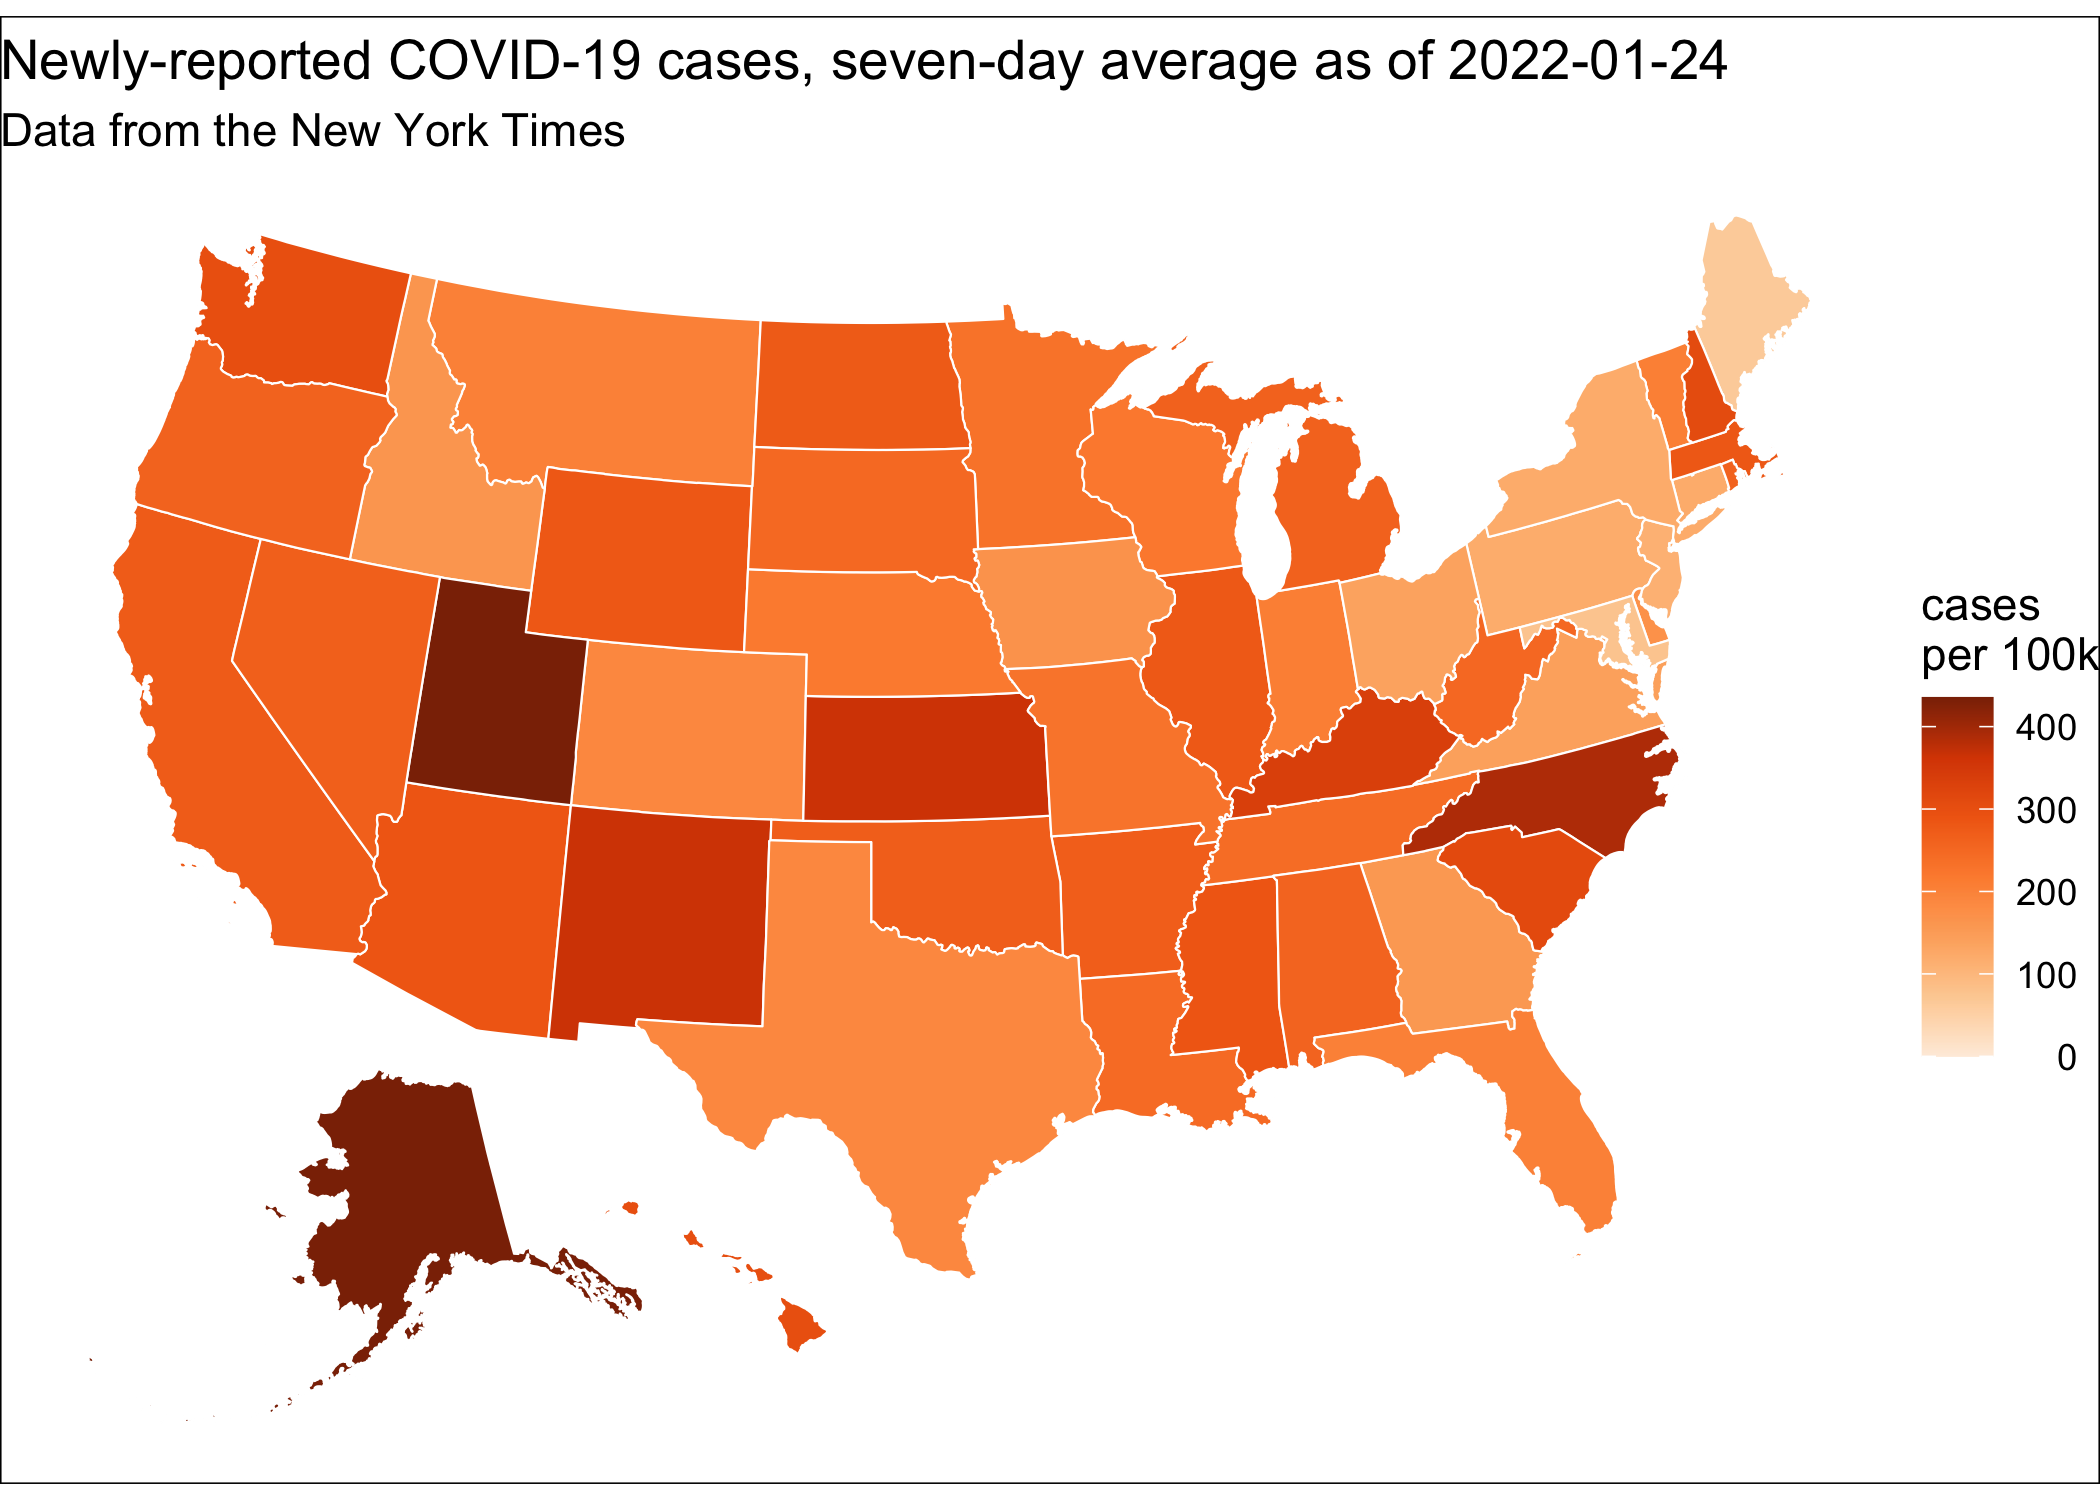 Newly-reported COVID-19 cases, seven-day average as of 2022-01-24
Data from the New York Times
cases
per 100k
400
300
200
100
0